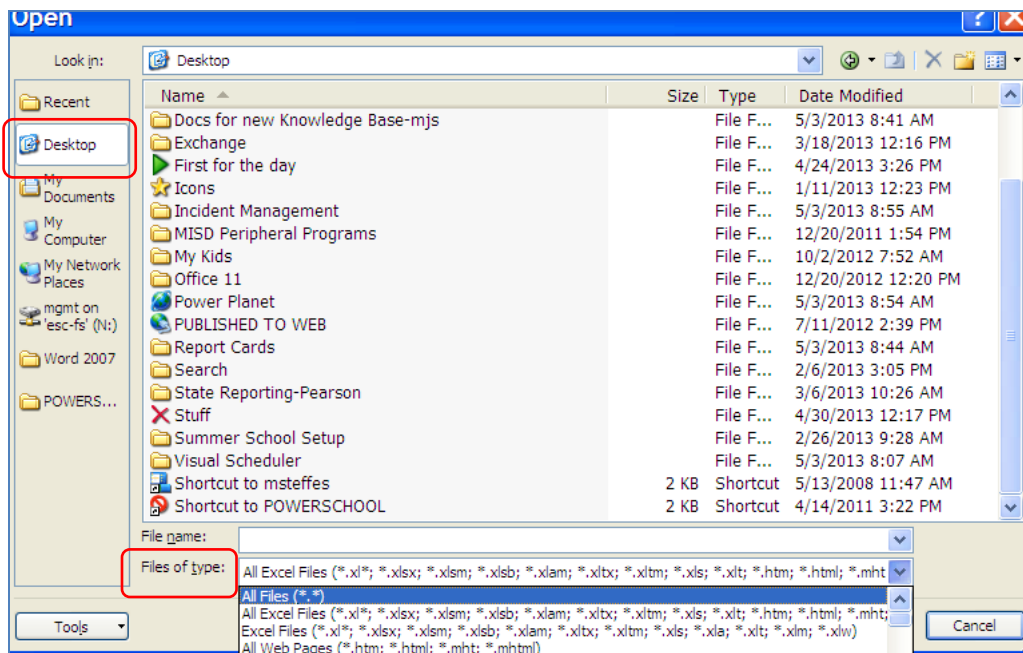 Open
Look in:
Desktop
Name Size Type Date Modified
Recent
Desktop
My
Documents
My
Computer
My Network
Places
mgmt on
'esc-fs' (N:)
Word 2007
POWERS...
Docs for new Knowledge Base-mjs File F... 5/3/2013 8:41 AM
Exchange File F... 3/18/2013 12:16 PM
First for the day File F... 4/24/2013 3:26 PM
Icons File F... 1/11/2013 12:23 PM
Incident Management File F... 5/3/2013 8:55 AM
MISD Peripheral Programs File F... 12/20/2011 1:54 PM
My Kids File F... 10/2/2012 7:52 AM
Office 11 File F... 12/20/2012 12:20 PM
Power Planet File F... 5/3/2013 8:54 AM
PUBLISHED TO WEB File F... 7/11/2012 2:39 PM
Report Cards File F... 5/3/2013 8:44 AM
Search File F... 2/6/2013 3:05 PM
State Reporting-Pearson File F... 3/6/2013 10:26 AM
Stuff File F... 4/30/2013 12:17 PM
Summer School Setup File F... 2/26/2013 9:28 AM
Visual Scheduler File F... 5/3/2013 8:07 AM
Shortcut to msteffes 2 KB Shortcut 5/13/2008 11:47 AM
Shortcut to POWERSCHOOL 2 KB Shortcut 4/14/2011 3:22 PM
File name:
Files of type: All Excel Files (*.xl*; *.xlsx; *.xlsm; *.xlsb; *.xlam; *.xltx; *.xltm; *.xls; *.xlt; *.htm; *.html; *.mht
All Files (*.*)
All Excel Files (*.xl*; *.xlsx; *.xlsm; *.xlsb; *.xlam; *.xltx; *.xltm; *.xls; *.xlt; *.htm; *.html; *.mht;
Excel Files (*.xl*; *.xlsx; *.xlsm; *.xlsb; *.xlam; *.xltx; *.xltm; *.xls; *.xla; *.xlt; *.xlm; *.xlw)
All Web Pages (*.htm; *.html; *.mht; *.mhtml)
Tools
Cancel